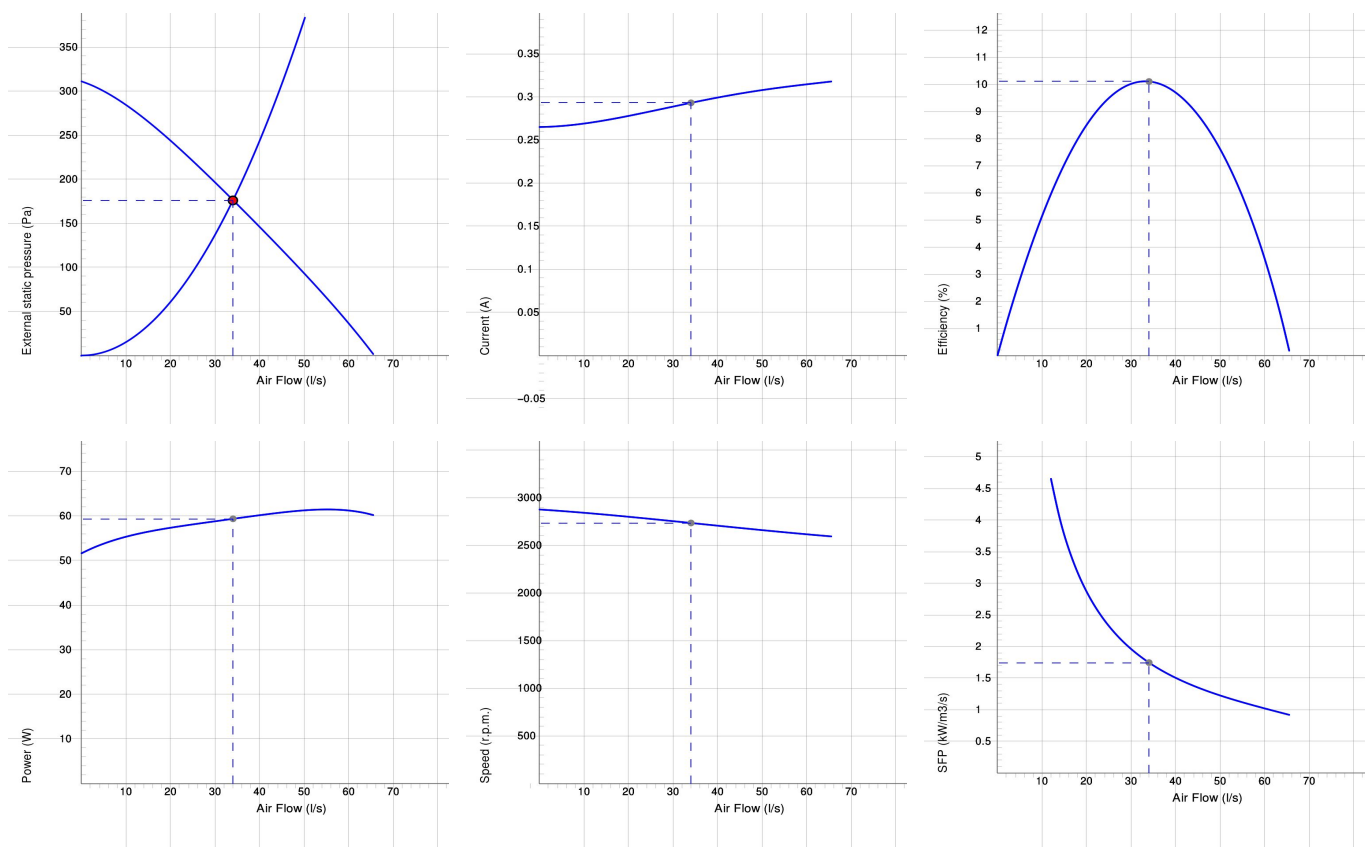 350
300
250
200
150
100
50
External static pressure (Pa)
10 20 30 40 50 60 70
Air Flow (l/s)
0.35
0.3
0.25
0.2
0.15
0.1
0.05
−0.05
Current (A)
10 20 30 40 50 60 70
Air Flow (l/s)
12
11
10
9
8
7
6
5
4
3
2
1
Efficiency (%)
10 20 30 40 50 60 70
Air Flow (l/s)
70
60
50
40
30
20
10
Power (W)
10 20 30 40 50 60 70
Air Flow (l/s)
3000
2500
2000
1500
1000
500
Speed (r.p.m.)
10 20 30 40 50 60 70
Air Flow (l/s)
5
4.5
4
3.5
3
2.5
2
1.5
1
0.5
SFP (kW/m3/s)
10 20 30 40 50 60 70
Air Flow (l/s)